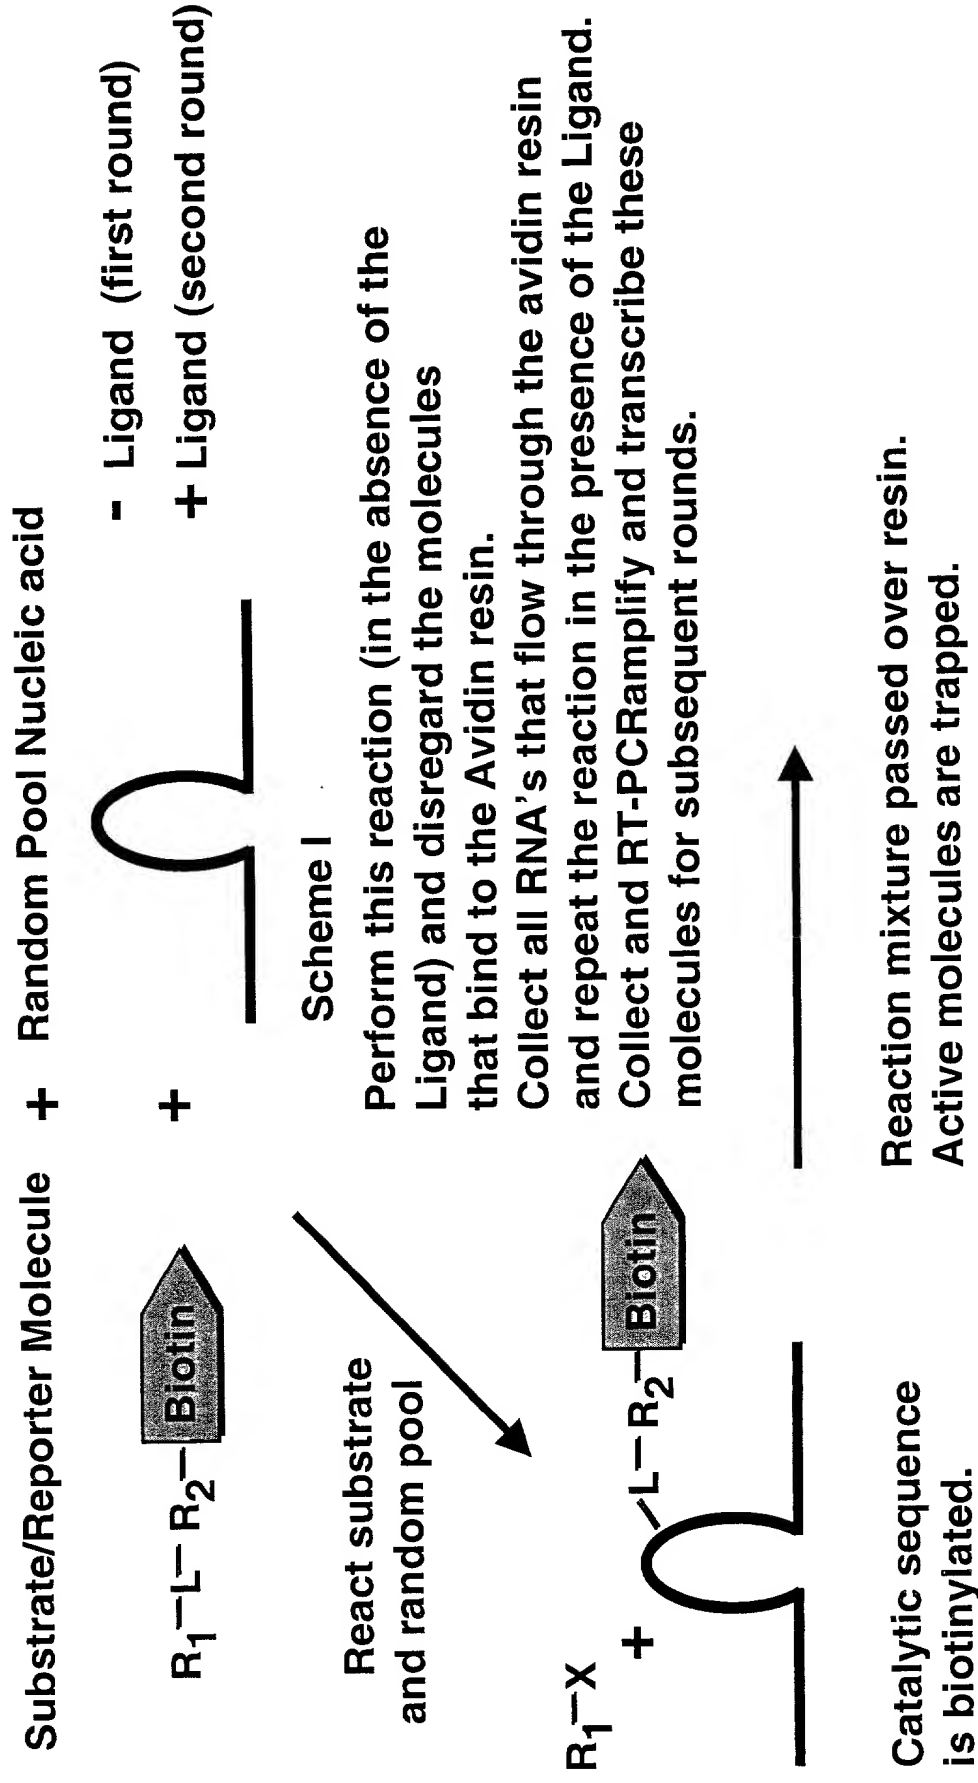 Substrate/Reporter Molecule + Random Pool Nucleic acid
R1-L-R2-Biotin + - Ligand (first round)
+ Ligand (second round)
Scheme I
Perform this reaction (in the absence of the
Ligand) and disregard the molecules
that bind to the Avidin resin.
Collect all RNA's that flow through the avidin resin
and repeat the reaction in the presence of the Ligand.
Collect and RT-PCRamplify and transcribe these
molecules for subsequent rounds.
React substrate
and random pool
R1-X + L-R2-Biotin
Catalytic sequence
is biotinylated.
Reaction mixture passed over resin.
Active molecules are trapped.